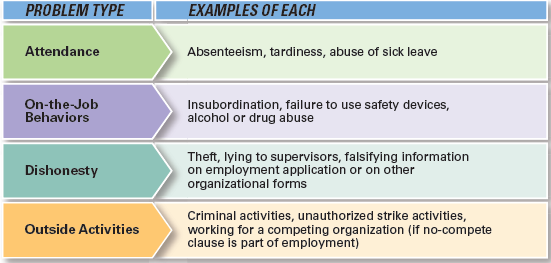 PROBLEM TYPE EXAMPLES OF EACH
Attendance Absenteeism, tardiness, abuse of sick leave
On-the-Job
Behaviors
Insubordination, failure to use safety devices,
alcohol or drug abuse
Dishonesty
Theft, lying to supervisors, falsifying information
on employment application or on other
organizational forms
Outside Activities
Criminal activities, unauthorized strike activities,
working for a competing organization (if no-compete
clause is part of employment)